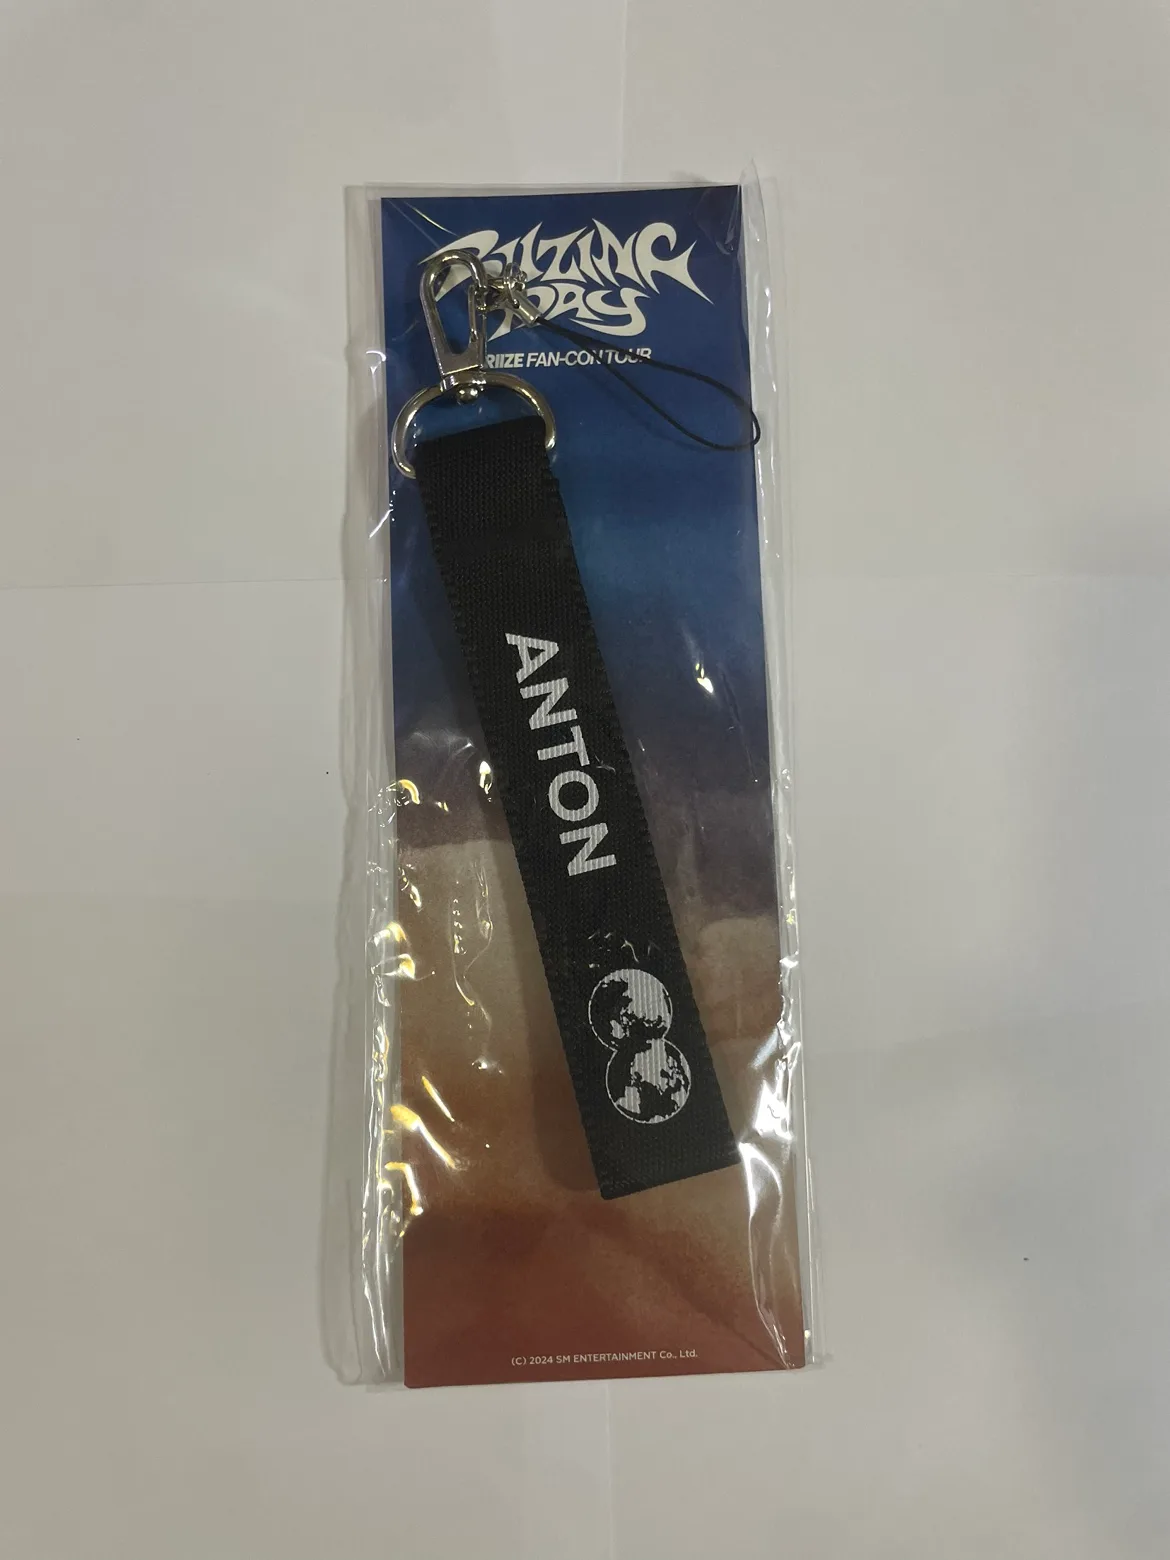 RIIZING
DAY
RIIZE FAN-CON TOUR
ANTON
(C) 2024 SM ENTERTAINMENT Co., Ltd.